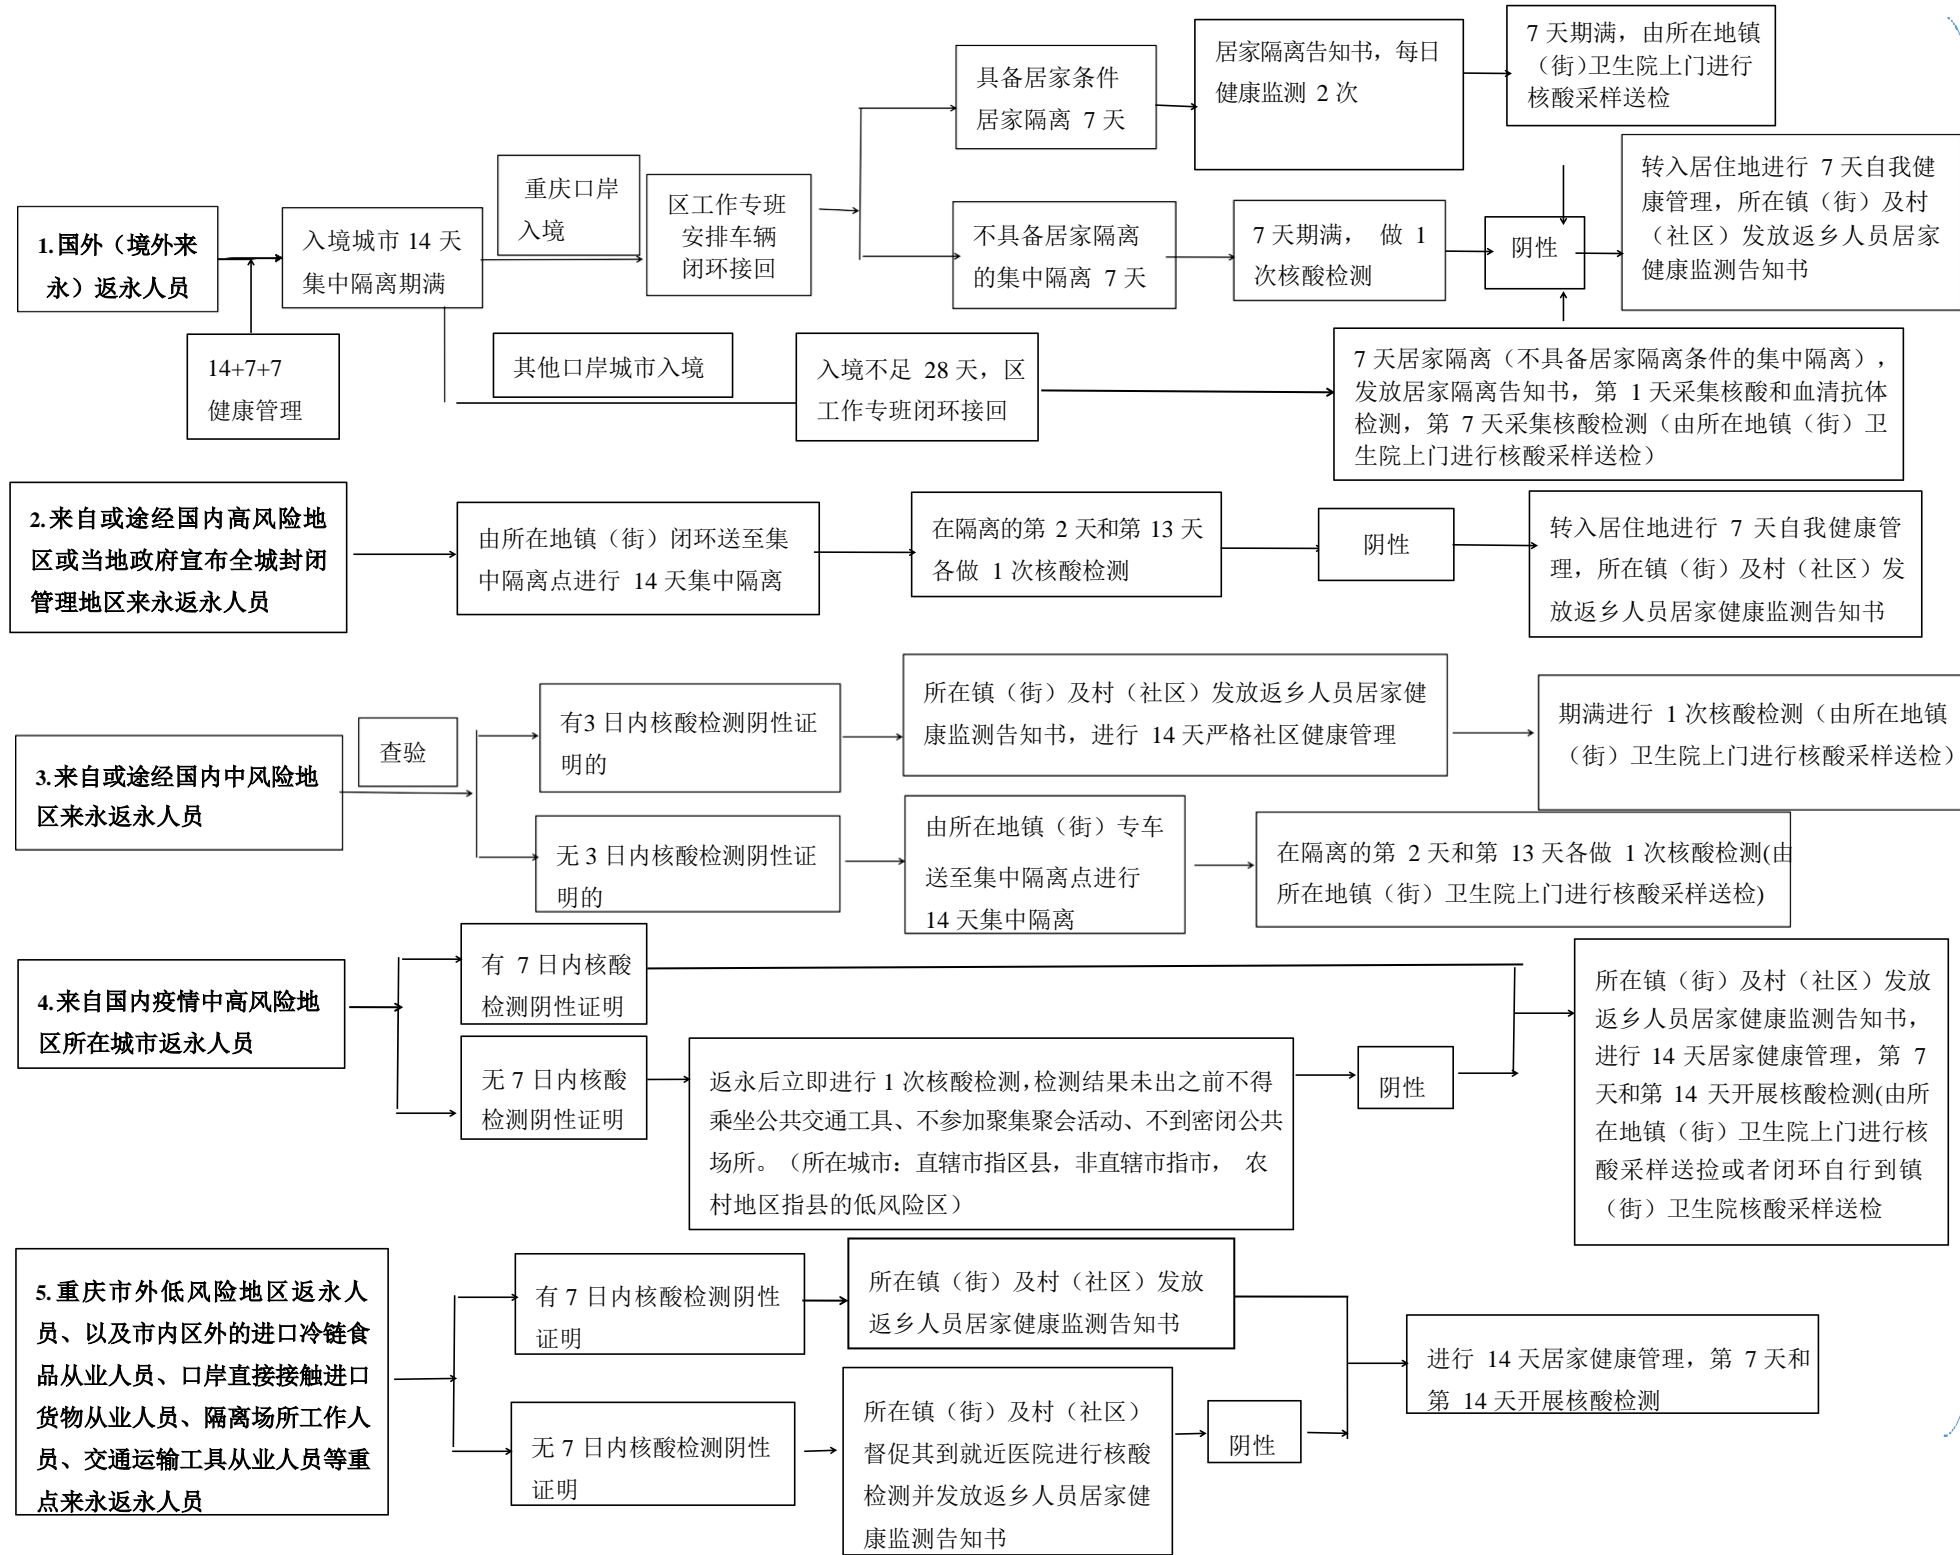 1.国外（境外来
永）返永人员
14+7+7
健康管理
入境城市 14 天
集中隔离期满
重庆口岸
入境
区工作专班
安排车辆
闭环接回
具备居家条件
居家隔离 7 天
居家隔离告知书，每日
健康监测 2 次
7 天期满，由所在地镇
（街）卫生院上门进行
核酸采样送检
不具备居家隔离
的集中隔离 7 天
7 天期满， 做 1
次核酸检测
阴性
转入居住地进行 7 天自我健
康管理，所在镇（街）及村
（社区）发放返乡人员居家
健康监测告知书
其他口岸城市入境
入境不足 28 天，区
工作专班闭环接回
7 天居家隔离（不具备居家隔离条件的集中隔离），
发放居家隔离告知书，第 1 天采集核酸和血清抗体
检测，第 7 天采集核酸检测（由所在地镇（街）卫
生院上门进行核酸采样送检）
2.来自或途经国内高风险地
区或当地政府宣布全城封闭
管理地区来永返永人员
由所在地镇（街）闭环送至集
中隔离点进行 14 天集中隔离
在隔离的第 2 天和第 13 天
各做 1 次核酸检测
阴性
转入居住地进行 7 天自我健康管
理，所在镇（街）及村（社区）发
放返乡人员居家健康监测告知书
3.来自或途经国内中风险地
区来永返永人员
查验
有3 日内核酸检测阴性证
明的
所在镇（街）及村（社区）发放返乡人员居家健
康监测告知书，进行 14 天严格社区健康管理
期满进行 1 次核酸检测（由所在地镇
（街）卫生院上门进行核酸采样送检）
无 3 日内核酸检测阴性证
明的
由所在地镇（街）专车
送至集中隔离点进行
14 天集中隔离
在隔离的第 2 天和第 13 天各做 1 次核酸检测(由
所在地镇（街）卫生院上门进行核酸采样送检)
4.来自国内疫情中高风险地
区所在城市返永人员
有 7 日内核酸
检测阴性证明
无 7 日内核酸
检测阴性证明
返永后立即进行 1 次核酸检测，检测结果未出之前不得
乘坐公共交通工具、不参加聚集聚会活动、不到密闭公共
场所。（所在城市：直辖市指区县，非直辖市指市， 农
村地区指县的低风险区）
阴性
所在镇（街）及村（社区）发放
返乡人员居家健康监测告知书，
进行 14 天居家健康管理，第 7
天和第 14 天开展核酸检测(由所
在地镇（街）卫生院上门进行核
酸采样送捡或者闭环自行到镇
（街）卫生院核酸采样送检
5.重庆市外低风险地区返永人
员、以及市内区外的进口冷链食
品从业人员、口岸直接接触进口
货物从业人员、隔离场所工作人
员、交通运输工具从业人员等重
点来永返永人员
有 7 日内核酸检测阴性
证明
所在镇（街）及村（社区）发放
返乡人员居家健康监测告知书
无 7 日内核酸检测阴性
证明
所在镇（街）及村（社区）
督促其到就近医院进行核酸
检测并发放返乡人员居家健
康监测告知书
阴性
进行 14 天居家健康管理，第 7 天和
第 14 天开展核酸检测